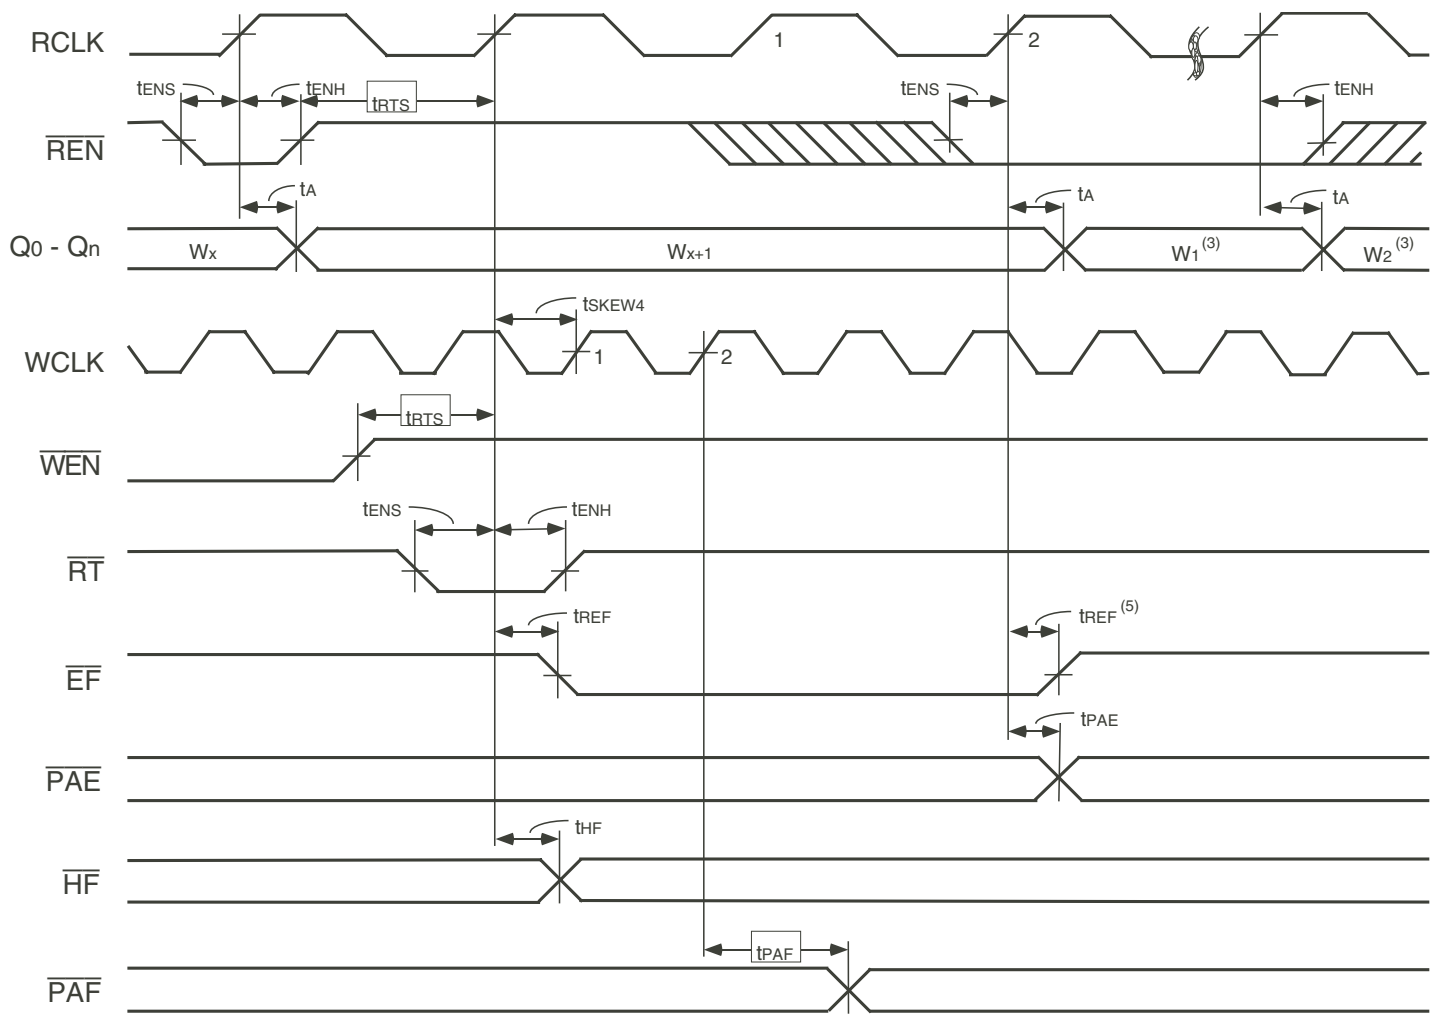 RCLK 1 2
tENS tENH tRTS tENS tENH
REN
tA tA tA
Q0 - Qn Wx Wx+1 W1(3) W2(3)
tSKEW4
WCLK 1 2
tRTS
WEN
tENS tENH
RT
tREF tREF(5)
EF
tPAE
PAE
tHF
HF
tPAF
PAF